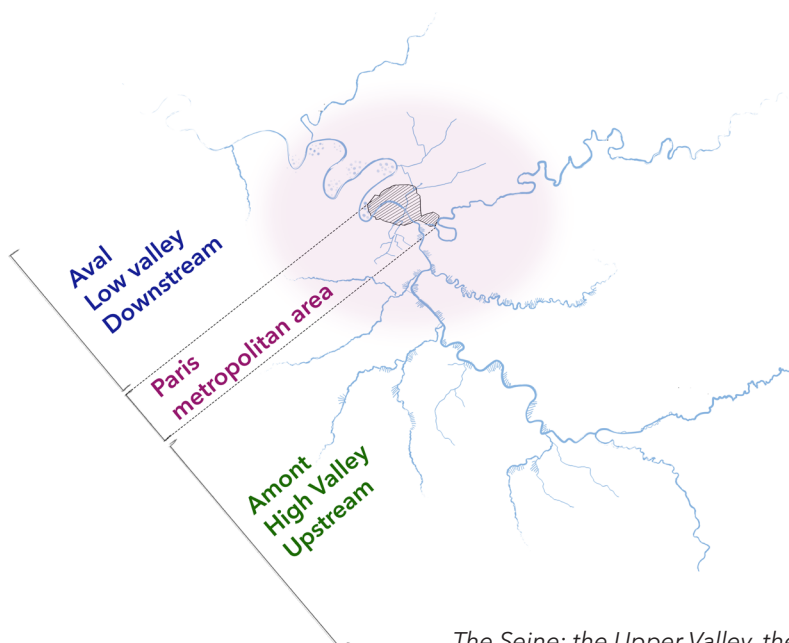 Aval
Low valley
Downstream
Paris
metropolitan area
Amont
High Valley
Upstream
The Seine: the Upper Valley, the